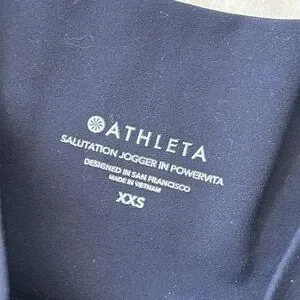 ATHLETA
SALUTATION JOGGER IN POWERVITA
DESIGNED IN SAN FRANCISCO
MADE IN VIETNAM
XXS